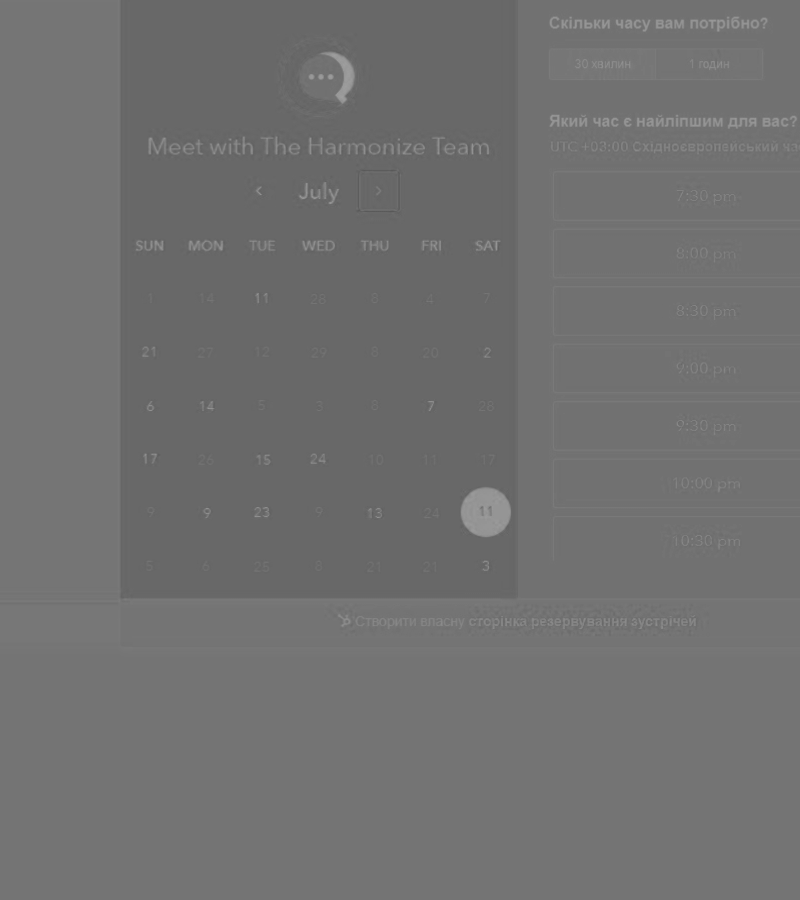 Meet with The Harmonize Team
July
SUN MON TUE WED THU FRI SAT
1 14 11 28 8 4 7
21 27 12 29 8 20 2
6 14 5 3 8 7 28
17 26 15 24 10 11 17
9 9 23 9 13 24 11
5 6 25 8 21 21 3
Скільки часу вам потрібно?
30 хвилин 1 годин
Який час є найліпшим для вас?
UTC +03:00 Східноєвропейський
7:30 pm
8:00 pm
8:30 pm
9:00 pm
9:30 pm
10:00 pm
10:30 pm
Створити власну сторінка резервування зустрічей